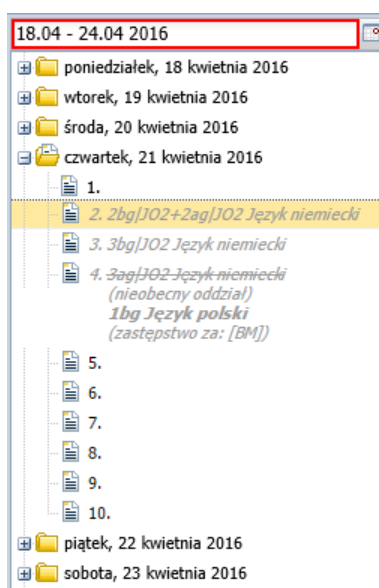 18.04 - 24.04 2016
poniedziałek, 18 kwietnia 2016
wtorek, 19 kwietnia 2016
środa, 20 kwietnia 2016
czwartek, 21 kwietnia 2016
1.
2. 2bg|JO2+2ag|JO2 Język niemiecki
3. 3bg|JO2 Język niemiecki
4. 3ag|JO2 Język niemiecki
(nieobecny oddział)
1bg Język polski
(zastępstwo za: [BM])
5.
6.
7.
8.
9.
10.
piątek, 22 kwietnia 2016
sobota, 23 kwietnia 2016